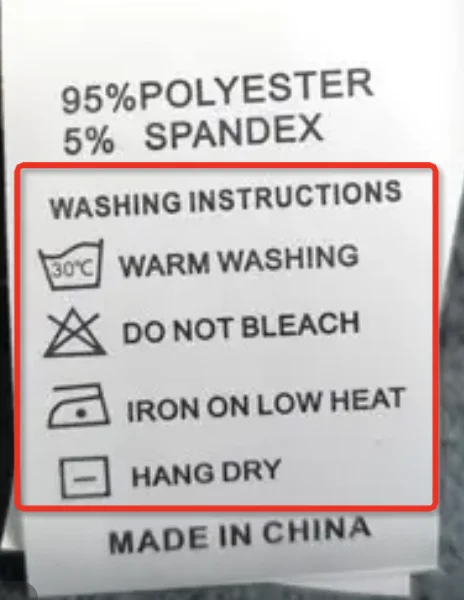 95%POLYESTER
5% SPANDEX
WASHING INSTRUCTIONS
30°C WARM WASHING
DO NOT BLEACH
IRON ON LOW HEAT
HANG DRY
MADE IN CHINA